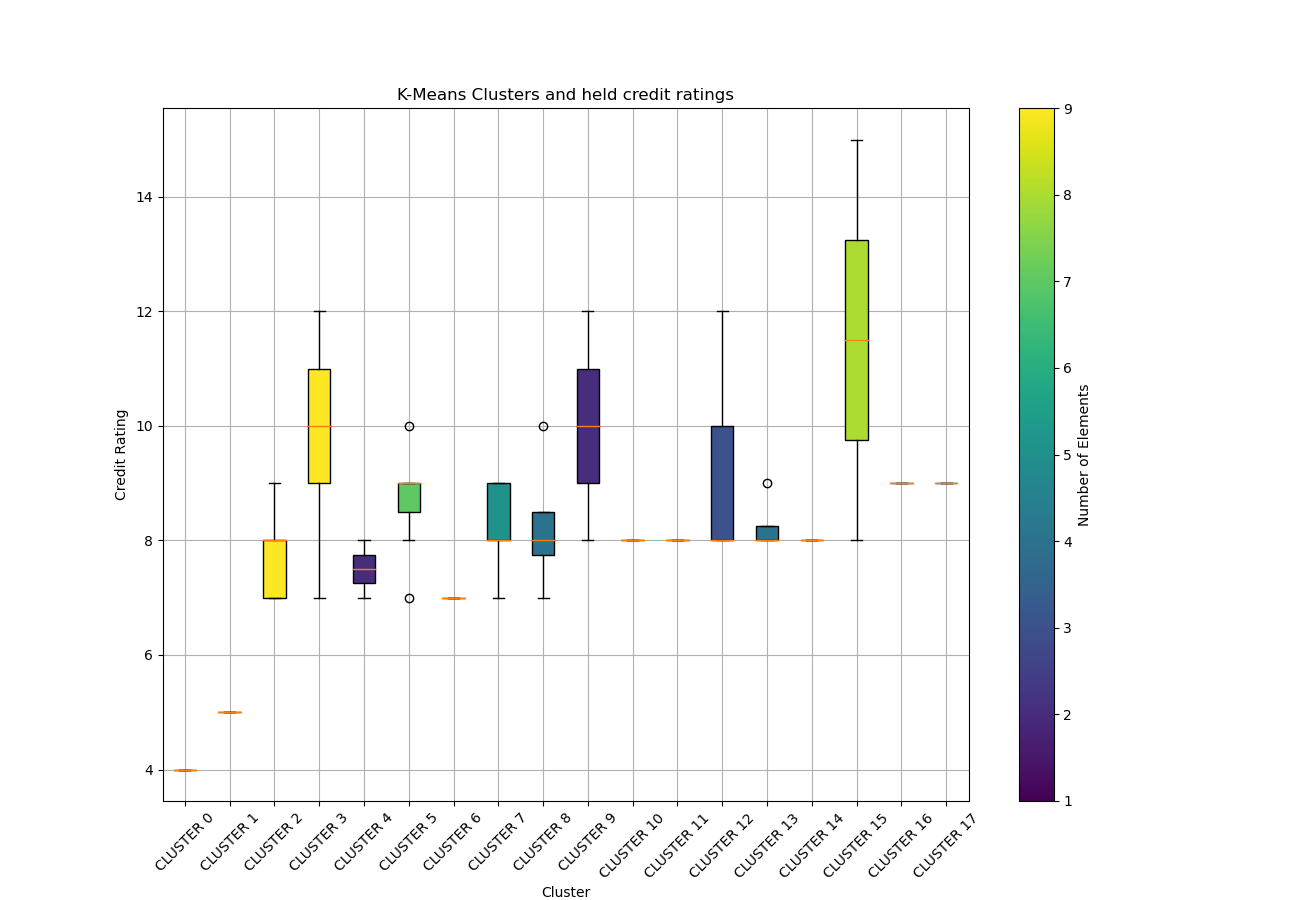 K-Means Clusters and held credit ratings
Credit Rating
14
12
10
8
6
4
CLUSTER 0
CLUSTER 1
CLUSTER 2
CLUSTER 3
CLUSTER 4
CLUSTER 5
CLUSTER 6
CLUSTER 7
CLUSTER 8
CLUSTER 9
CLUSTER 10
CLUSTER 11
CLUSTER 12
CLUSTER 13
CLUSTER 14
CLUSTER 15
CLUSTER 16
CLUSTER 17
Cluster
9
8
7
6
5
4
3
2
1
Number of Elements